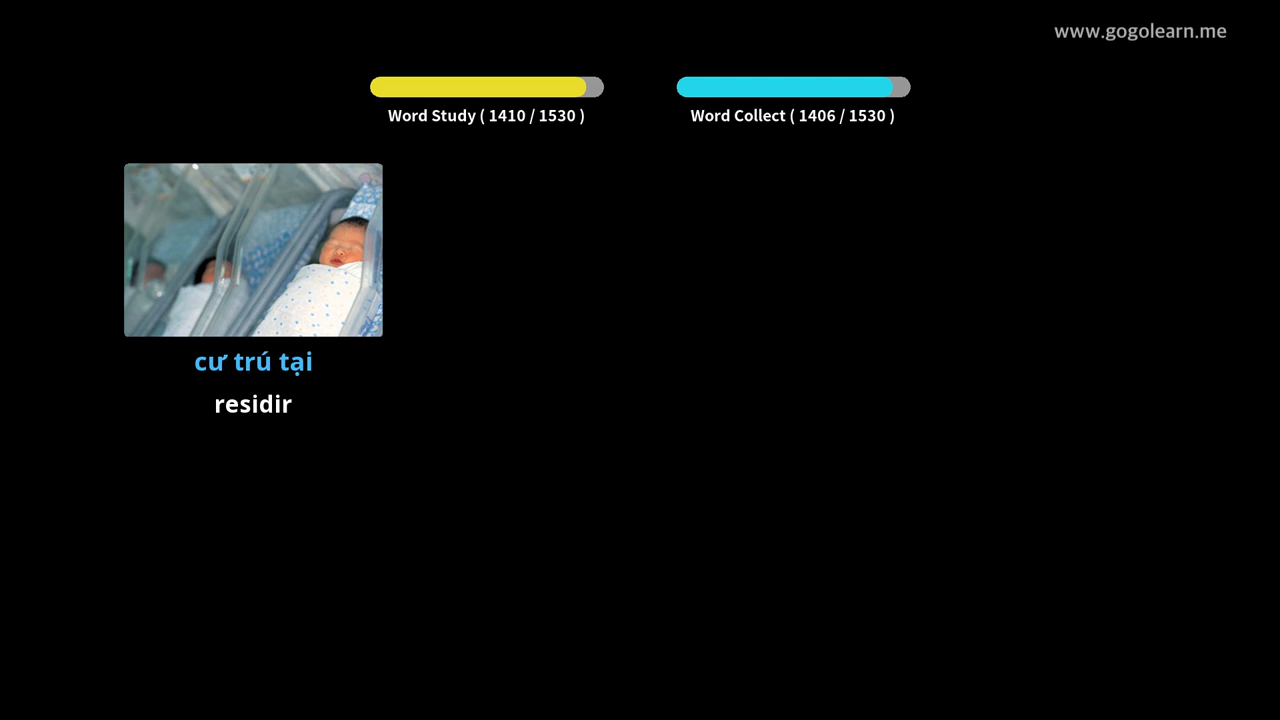 www.gogolearn.me
Word Study ( 1410 / 1530 )
Word Collect ( 1406 / 1530 )
cư trú tại
residir